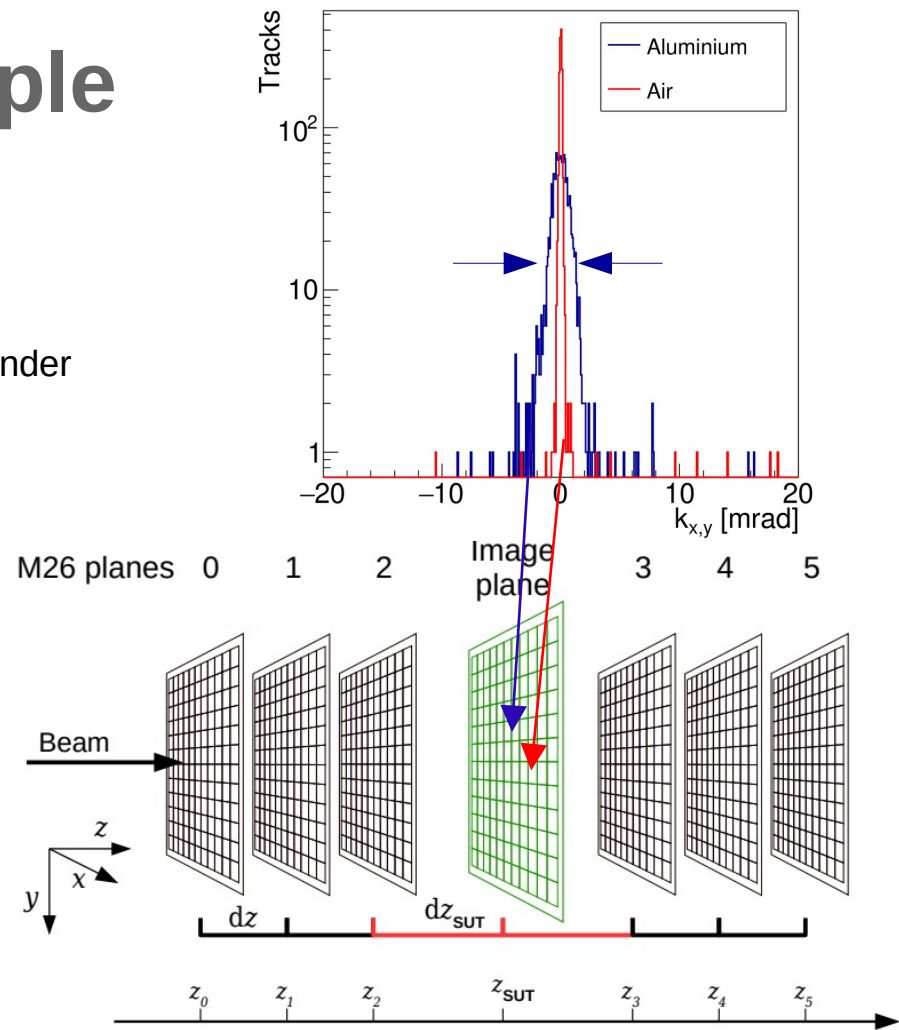 ple
nder
Tracks
Aluminium
Air
10²
10
1
−20 −10 0 10 20
k_x,y [mrad]
M26 planes 0 1 2 Image plane 3 4 5
Beam
z
x
y
dz dz_SUT
z_0 z_1 z_2 z_SUT z_3 z_4 z_5